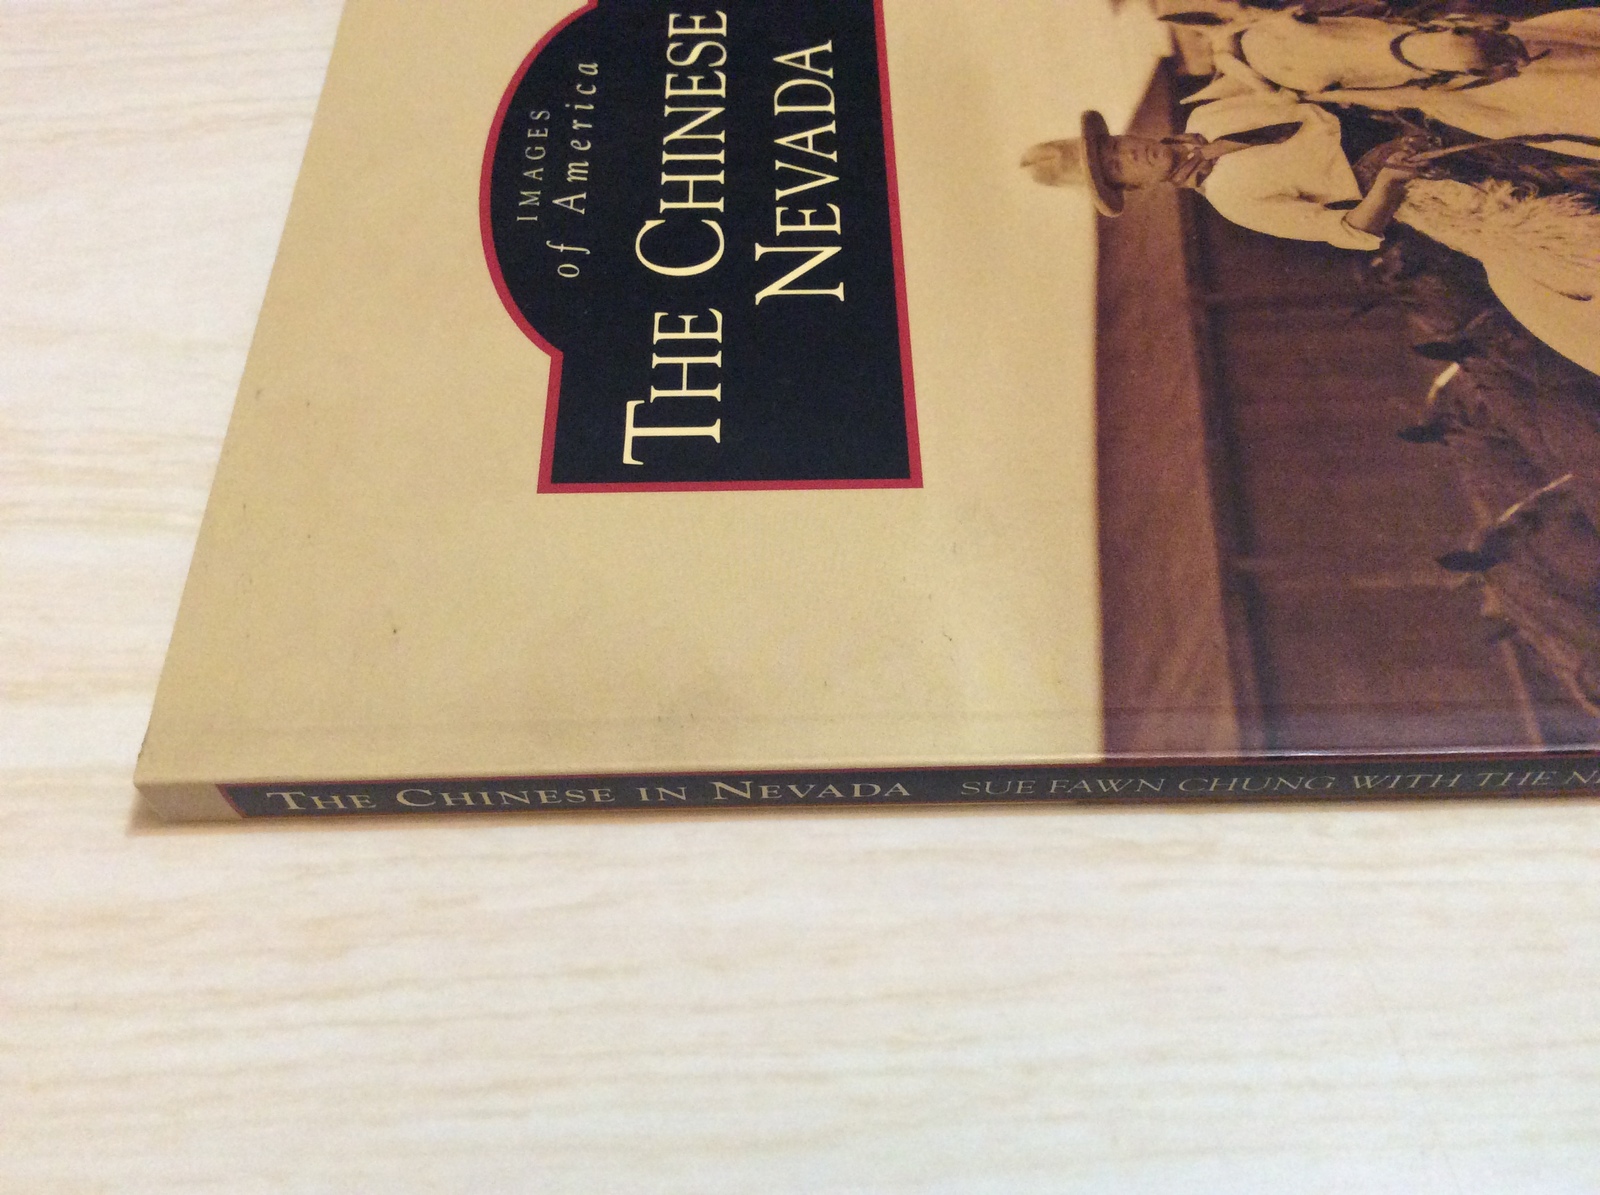 IMAGES
of America
THE CHINESE
NEVADA
THE CHINESE IN NEVADA SUE FAWN CHUNG WITH THE